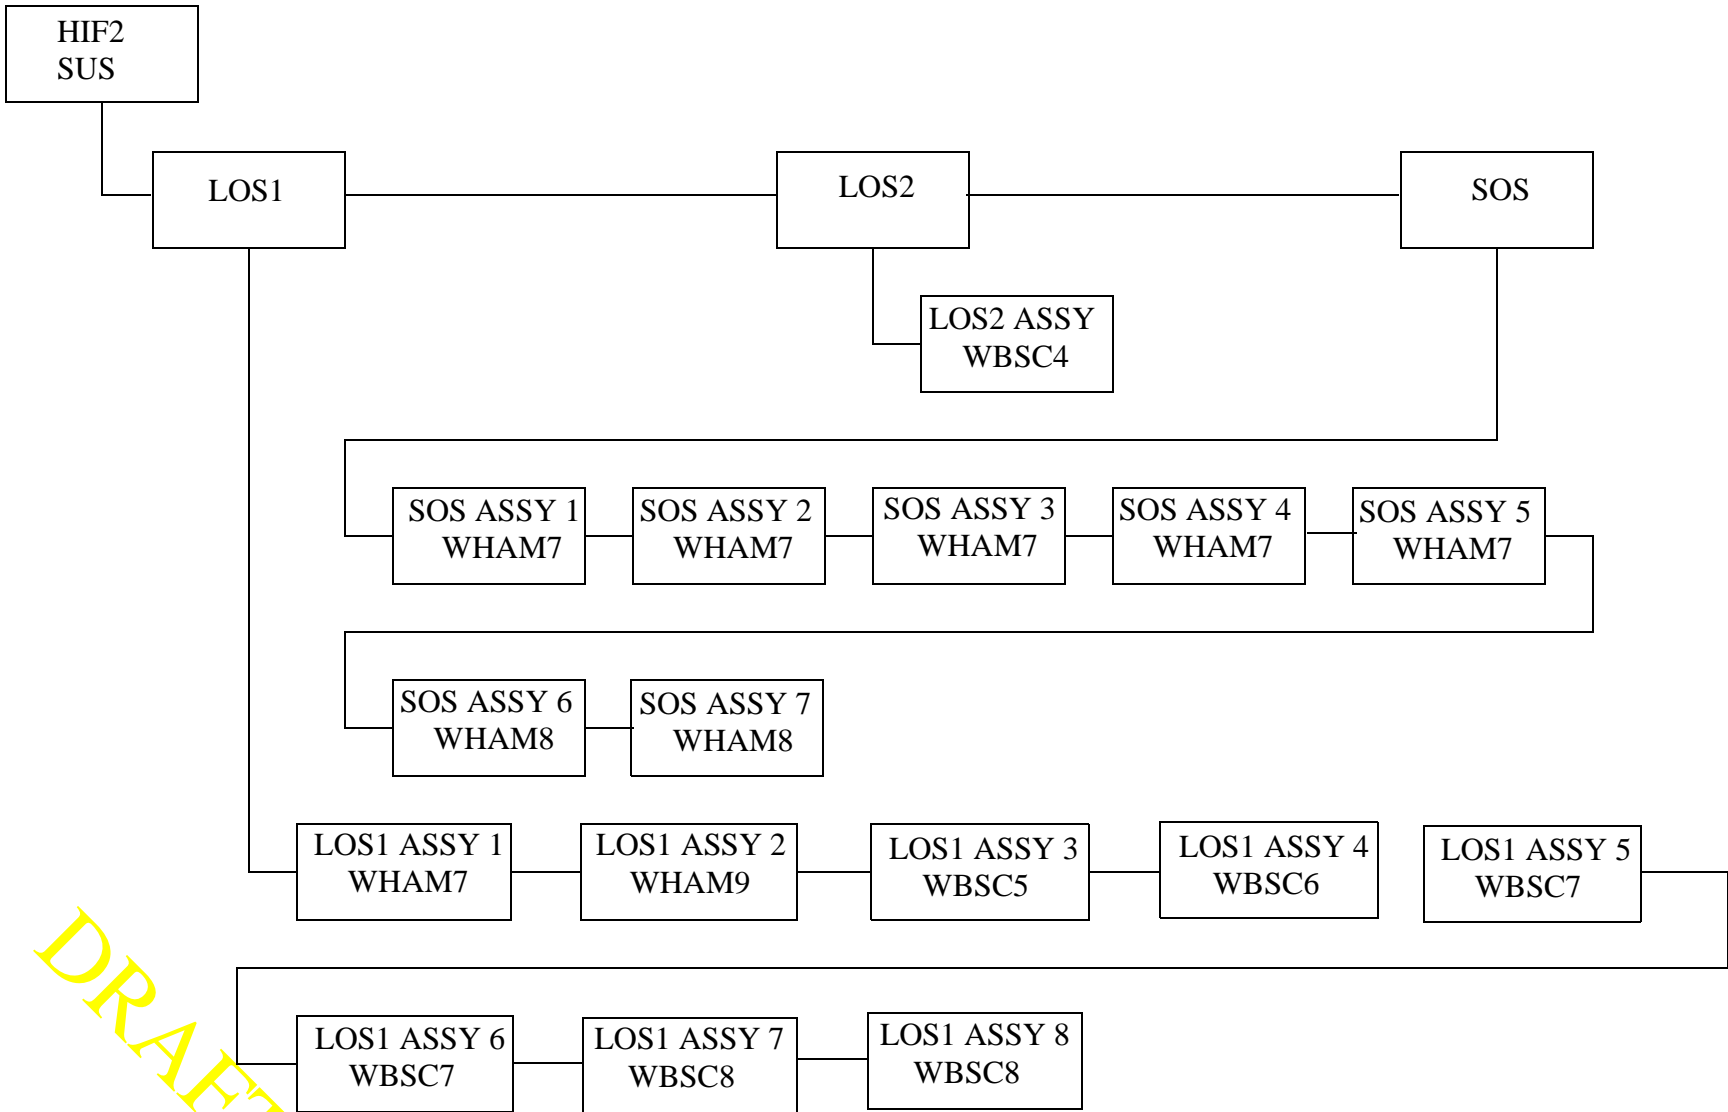 HIF2
SUS
LOS1
LOS2
SOS
LOS2 ASSY
WBSC4
SOS ASSY 1
WHAM7
SOS ASSY 2
WHAM7
SOS ASSY 3
WHAM7
SOS ASSY 4
WHAM7
SOS ASSY 5
WHAM7
SOS ASSY 6
WHAM8
SOS ASSY 7
WHAM8
LOS1 ASSY 1
WHAM7
LOS1 ASSY 2
WHAM9
LOS1 ASSY 3
WBSC5
LOS1 ASSY 4
WBSC6
LOS1 ASSY 5
WBSC7
LOS1 ASSY 6
WBSC7
LOS1 ASSY 7
WBSC8
LOS1 ASSY 8
WBSC8
DRAFT